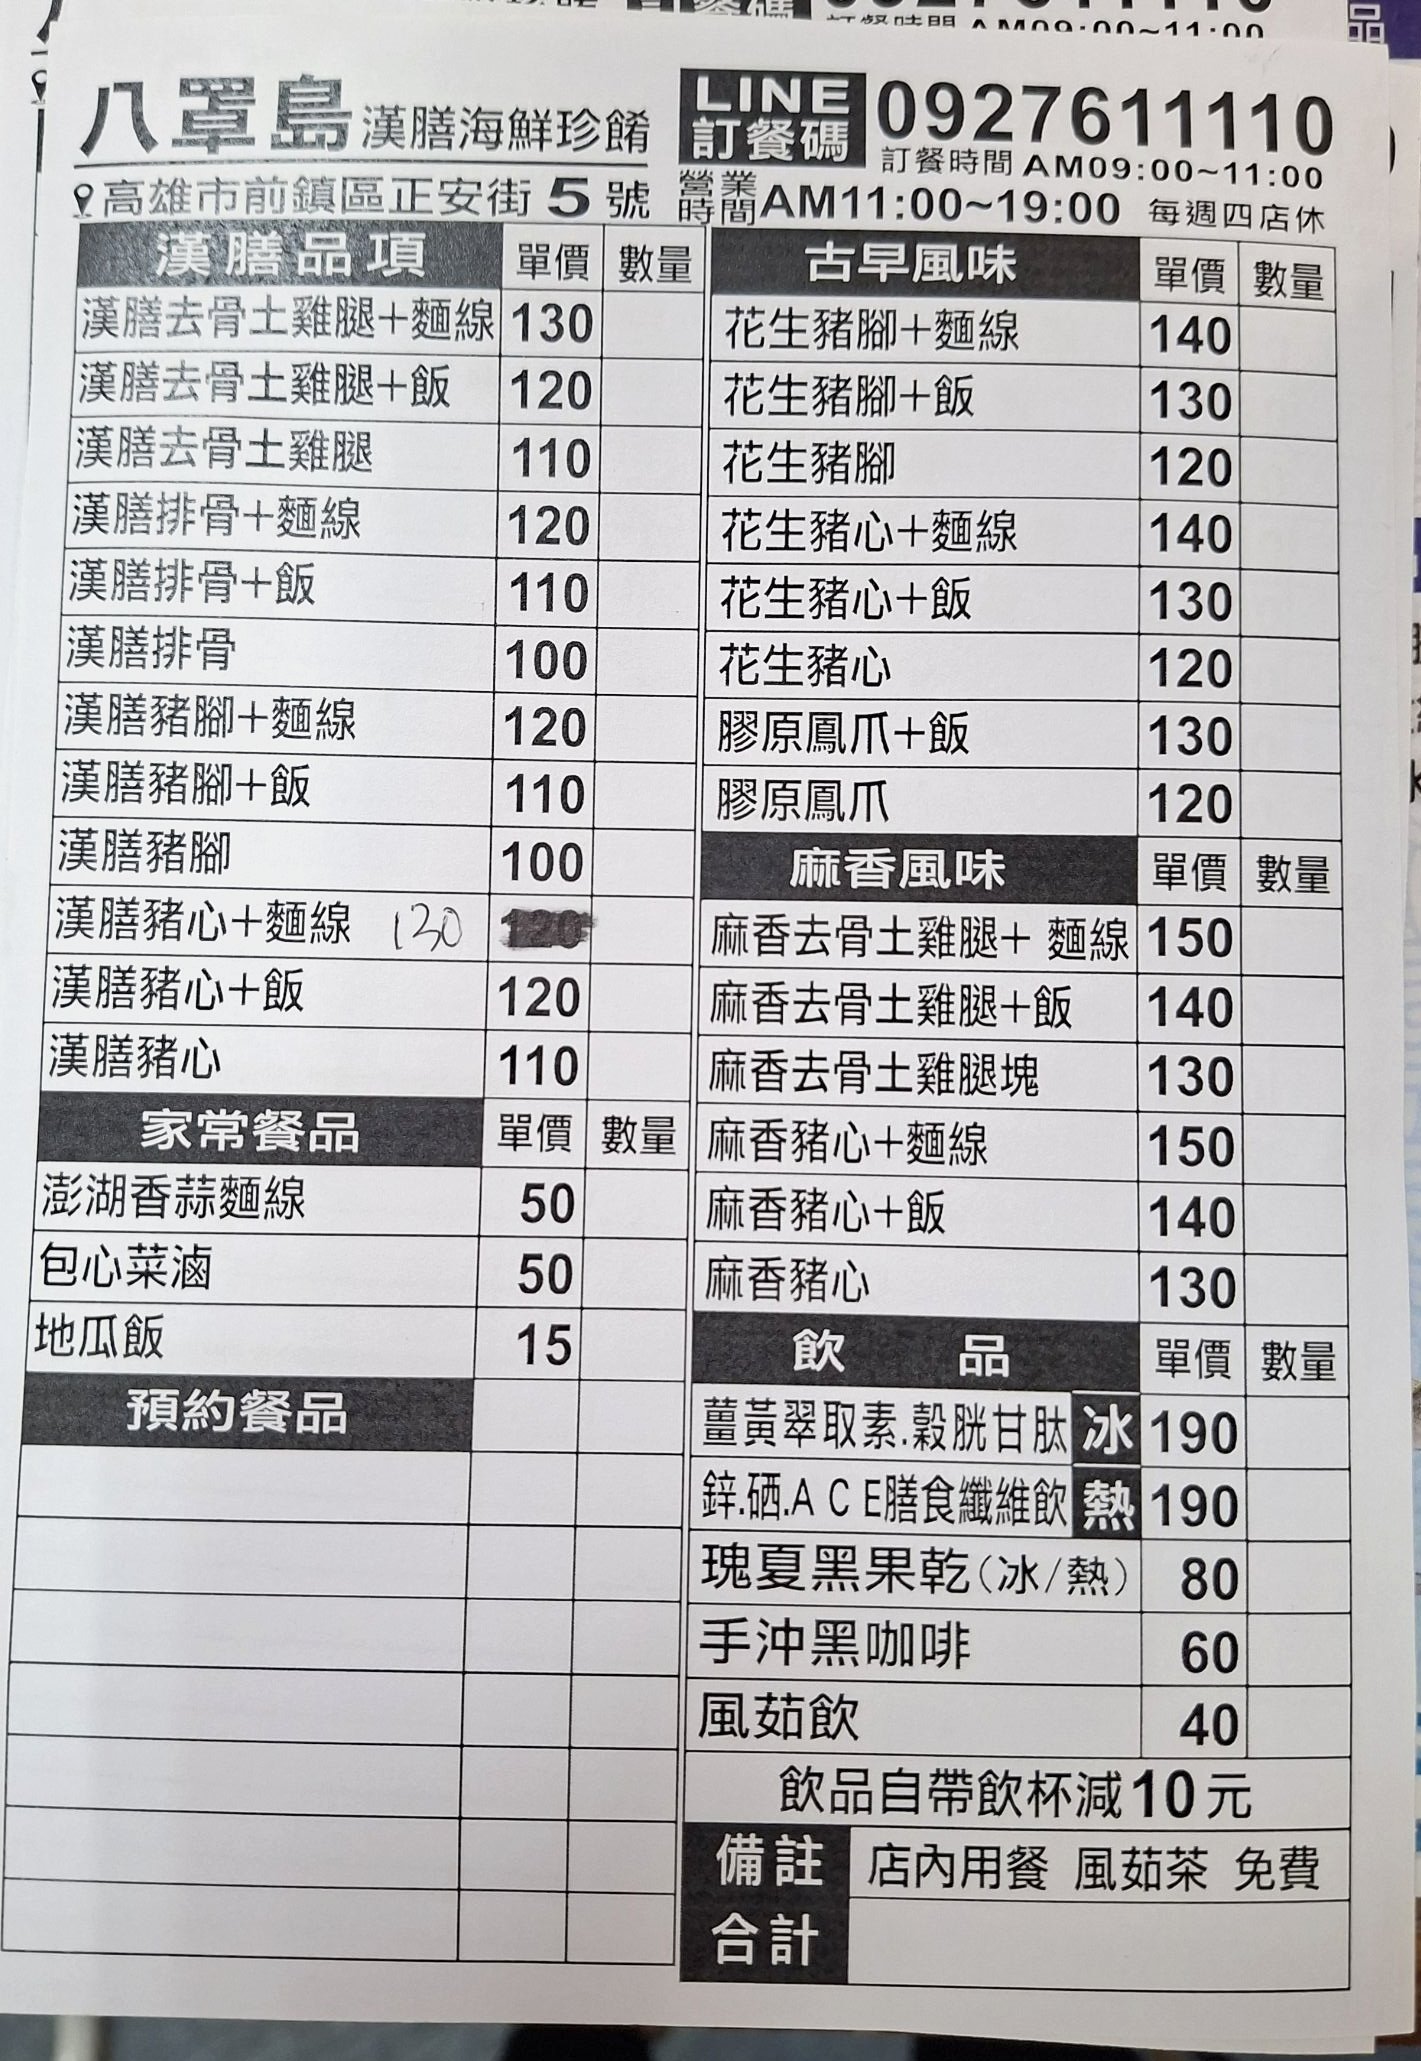 八罩島 漢膳海鮮珍餚
高雄市前鎮區正安街 5 號
LINE 訂餐碼 0927611110
訂餐時間 AM09:00~11:00
營業時間 AM11:00~19:00 每週四店休
漢膳品項 單價 數量
漢膳去骨土雞腿+麵線 130
漢膳去骨土雞腿+飯 120
漢膳去骨土雞腿 110
漢膳排骨+麵線 120
漢膳排骨+飯 110
漢膳排骨 100
漢膳豬腳+麵線 120
漢膳豬腳+飯 110
漢膳豬腳 100
漢膳豬心+麵線 130 120
漢膳豬心+飯 120
漢膳豬心 110
家常餐品 單價 數量
澎湖香蒜麵線 50
包心菜滷 50
地瓜飯 15
預約餐品
古早風味 單價 數量
花生豬腳+麵線 140
花生豬腳+飯 130
花生豬腳 120
花生豬心+麵線 140
花生豬心+飯 130
花生豬心 120
膠原鳳爪+飯 130
膠原鳳爪 120
麻香風味 單價 數量
麻香去骨土雞腿+ 麵線 150
麻香去骨土雞腿+飯 140
麻香去骨土雞腿塊 130
麻香豬心+麵線 150
麻香豬心+飯 140
麻香豬心 130
飲 品 單價 數量
薑黃翠取素.穀胱甘肽 冰 190
鋅.硒.A C E膳食纖維飲 熱 190
瑰夏黑果乾(冰/熱) 80
手沖黑咖啡 60
風茹飲 40
飲品自帶飲杯減10元
備註 店內用餐 風茹茶 免費
合計